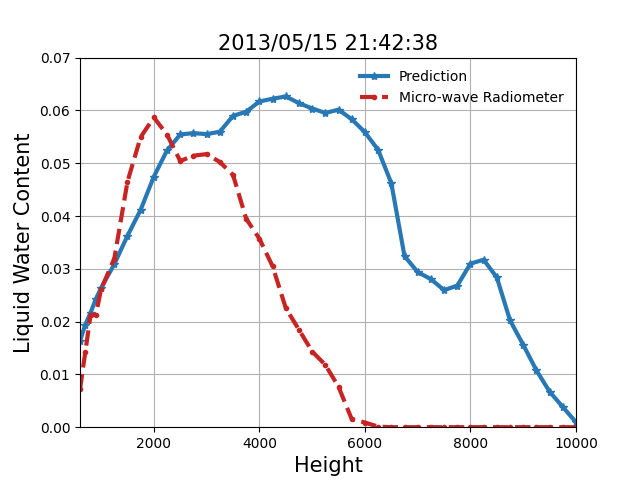 2013/05/15 21:42:38
0.07
0.06
0.05
0.04
0.03
0.02
0.01
0.00
Liquid Water Content
Prediction
Micro-wave Radiometer
2000 4000 6000 8000 10000
Height